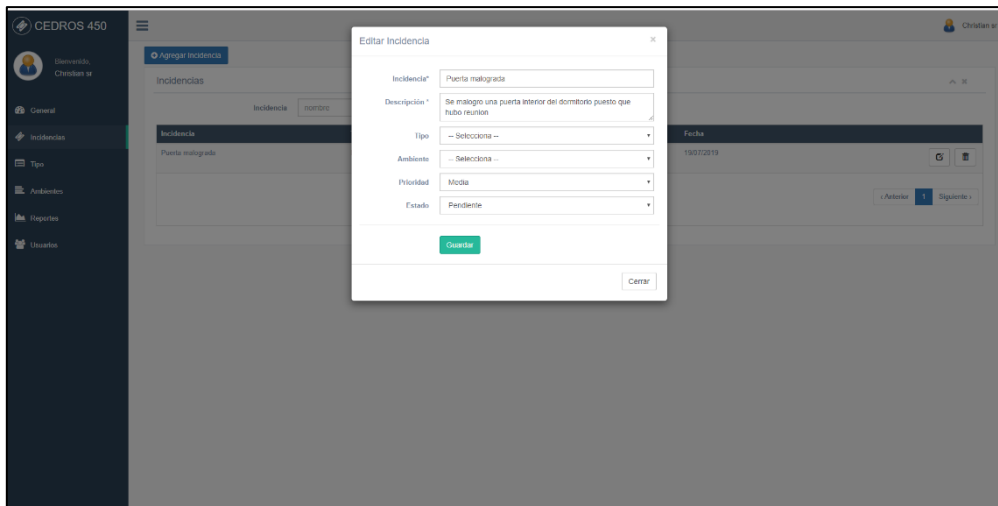 CEDROS 450
Christian sr
Bienvenido,
Christian sr
General
Incidencias
Tipo
Ambientes
Reportes
Usuarios
Agregar Incidencia
Incidencias
Incidencia nombre
Incidencia Fecha
Puerta malograda 19/07/2019
‹ Anterior 1 Siguiente ›
Editar Incidencia ×
Incidencia* Puerta malograda
Descripción * Se malogro una puerta interior del dormitorio puesto que
hubo reunion
Tipo -- Selecciona --
Ambiente -- Selecciona --
Prioridad Media
Estado Pendiente
Guardar
Cerrar